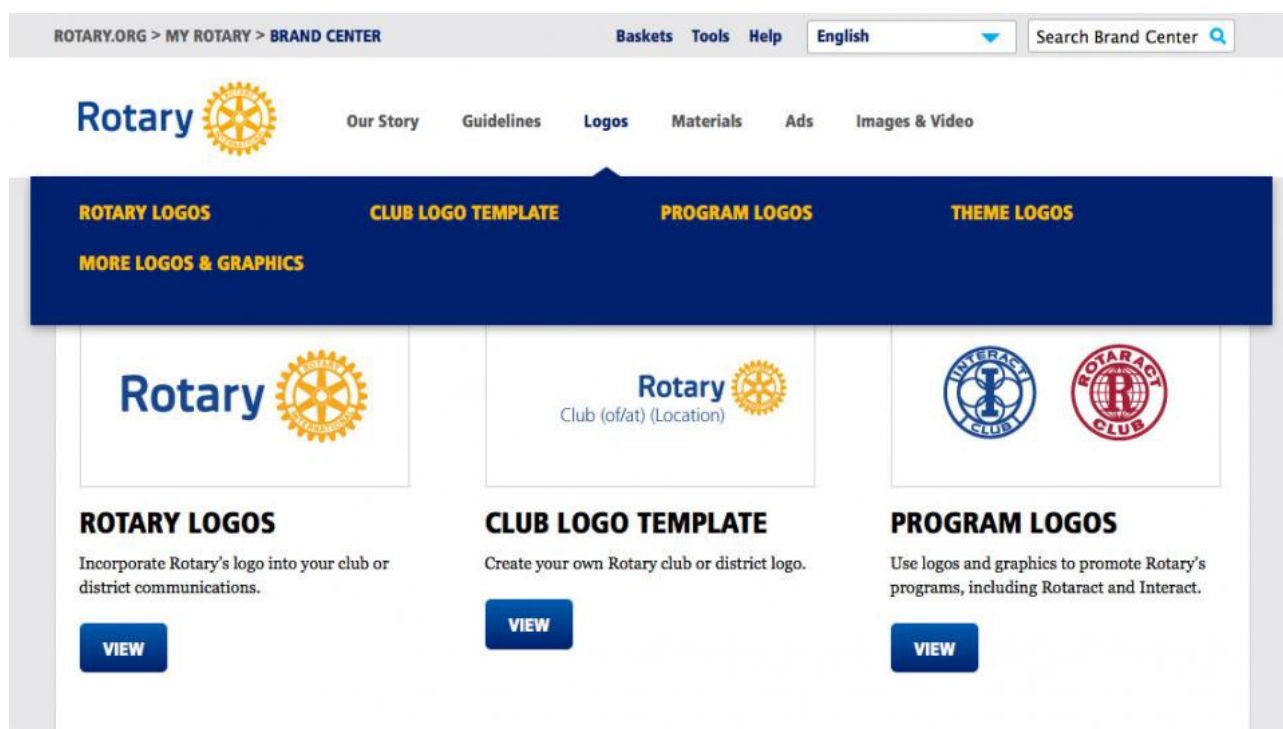 ROTARY.ORG > MY ROTARY > BRAND CENTER
Baskets Tools Help English Search Brand Center
Rotary
ROTARY
INTERNATIONAL
Our Story Guidelines Logos Materials Ads Images & Video
ROTARY LOGOS CLUB LOGO TEMPLATE PROGRAM LOGOS THEME LOGOS
MORE LOGOS & GRAPHICS
Rotary
ROTARY
INTERNATIONAL
Rotary
Club (of/at) (Location)
INTERACT
I
CLUB
ROTARACT
R
CLUB
ROTARY LOGOS
Incorporate Rotary's logo into your club or
district communications.
VIEW
CLUB LOGO TEMPLATE
Create your own Rotary club or district logo.
VIEW
PROGRAM LOGOS
Use logos and graphics to promote Rotary's
programs, including Rotaract and Interact.
VIEW